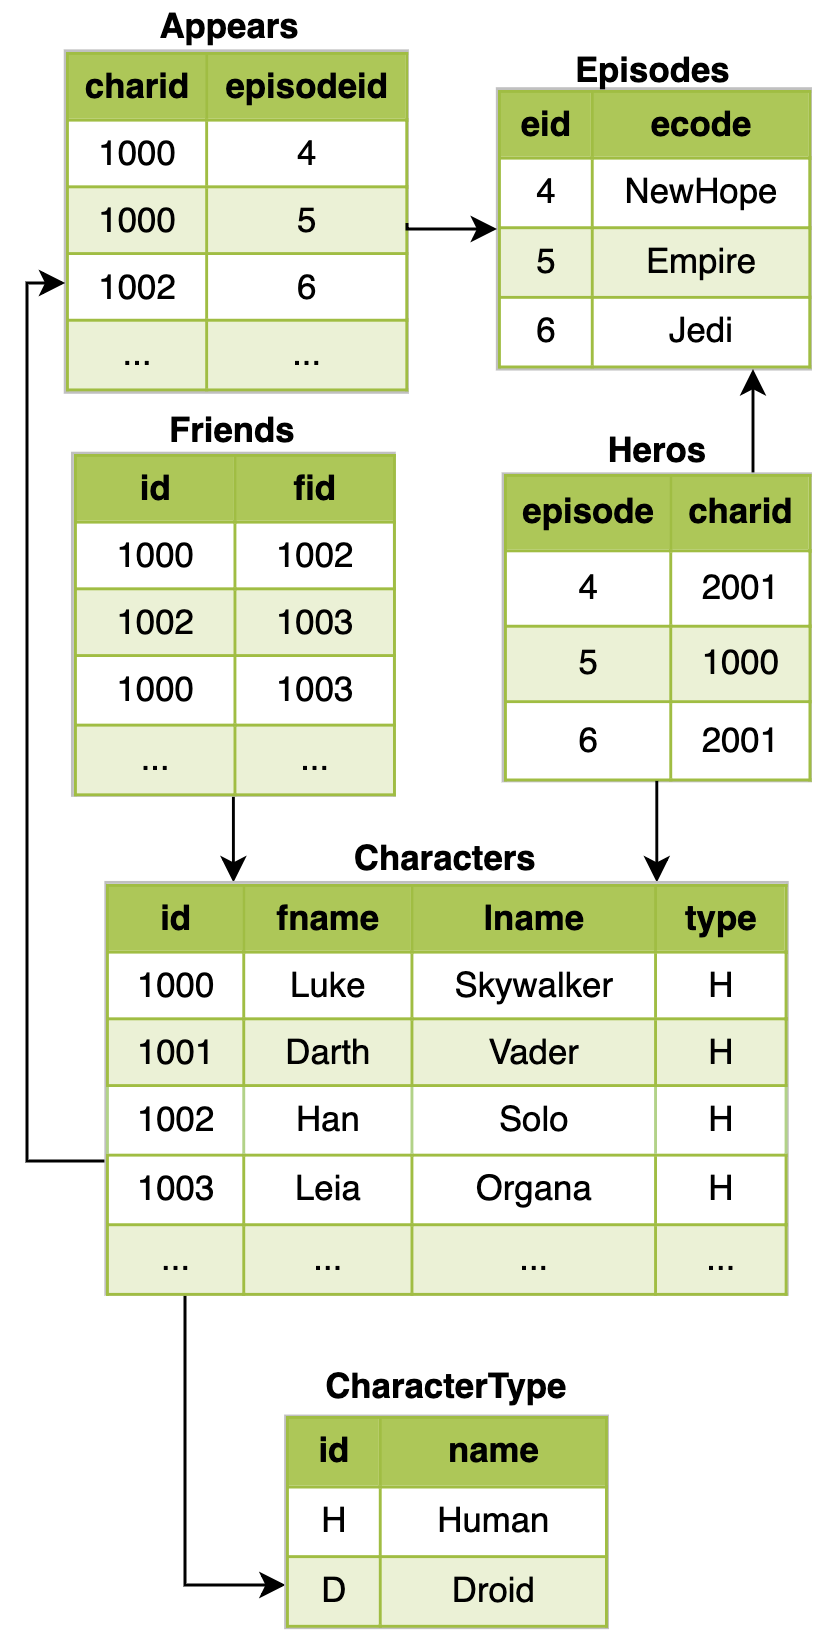 Appears
charid episodeid
1000 4
1000 5
1002 6
... ...
Episodes
eid ecode
4 NewHope
5 Empire
6 Jedi
Friends
id fid
1000 1002
1002 1003
1000 1003
... ...
Heros
episode charid
4 2001
5 1000
6 2001
Characters
id fname lname type
1000 Luke Skywalker H
1001 Darth Vader H
1002 Han Solo H
1003 Leia Organa H
... ... ... ...
CharacterType
id name
H Human
D Droid